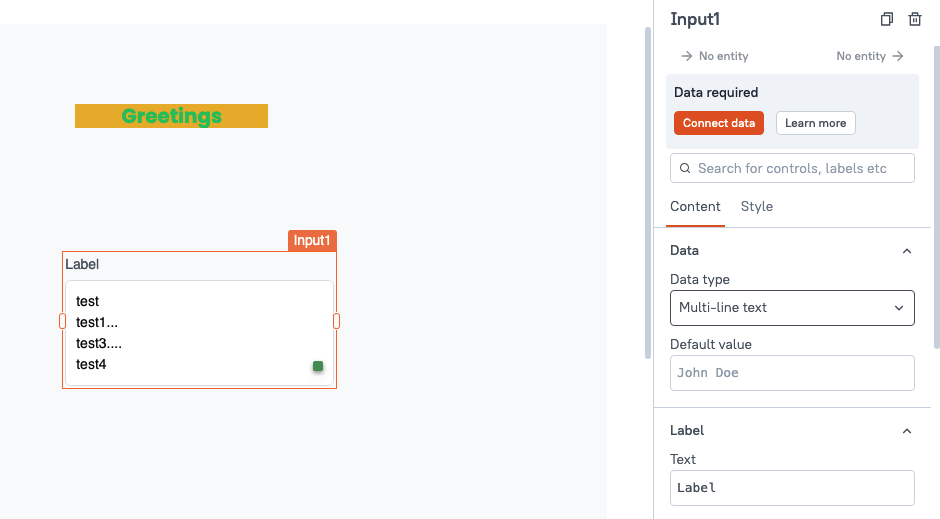 Greetings
Input1
Label
test
test1...
test3....
test4
Input1
No entity
No entity
Data required
Connect data
Learn more
Search for controls, labels etc
Content
Style
Data
Data type
Multi-line text
Default value
John Doe
Label
Text
Label